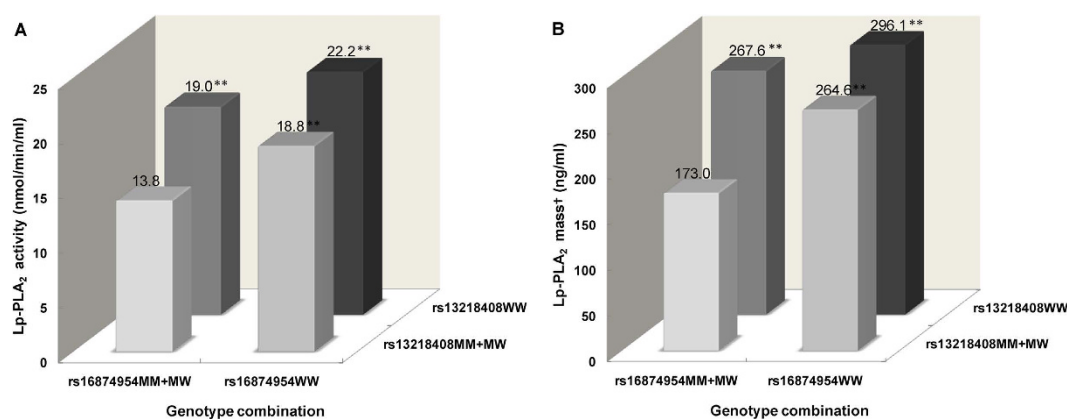 A
Lp-PLA₂ activity (nmol/min/ml)
25
20
15
10
5
0
13.8
19.0**
18.8**
22.2**
rs13218408WW
rs13218408MM+MW
rs16874954MM+MW
rs16874954WW
Genotype combination
B
Lp-PLA₂ mass† (ng/ml)
300
250
200
150
100
50
0
173.0
267.6**
264.6**
296.1**
rs13218408WW
rs13218408MM+MW
rs16874954MM+MW
rs16874954WW
Genotype combination